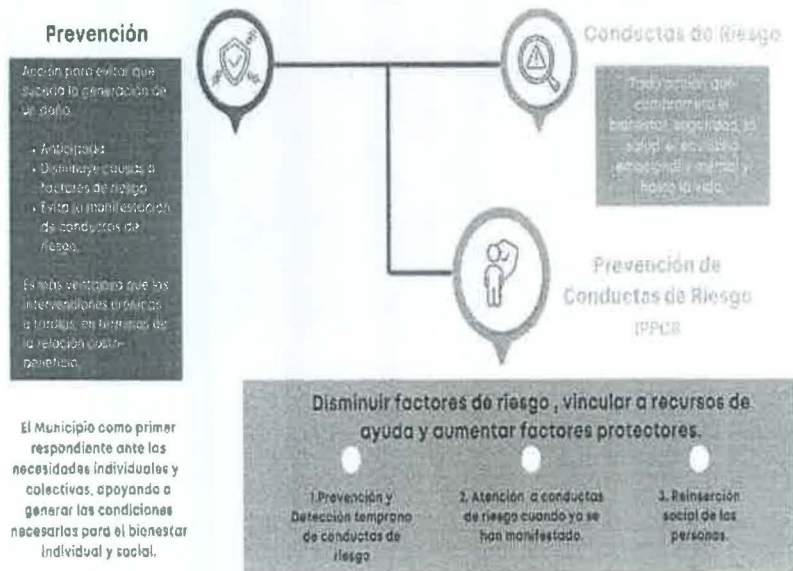 Prevención
Acción para evitar que
suceda la generación de
un daño.
• Anticipada
• Disminuye causas o
factores de riesgo
• Evita la manifestación
de conductas de
riesgo.
Es más ventajosa que las
intervenciones
o tardías, en términos de
la relación costo-
beneficio.
El Municipio como primer
respondiente ante las
necesidades individuales y
colectivas, apoyando a
generar las condiciones
necesarias para el bienestar
individual y social.
Conductas de Riesgo
Toda acción que
comprometa el
bienestar, seguridad, la
salud, el equilibrio
emocional y mental y
hasta la vida.
Prevención de
Conductas de Riesgo
IPPCR
Disminuir factores de riesgo , vincular a recursos de
ayuda y aumentar factores protectores.
1.Prevención y
Detección temprana
de conductas de
riesgo
2. Atención a conductas
de riesgo cuando ya se
han manifestado.
3. Reinserción
social de las
personas.